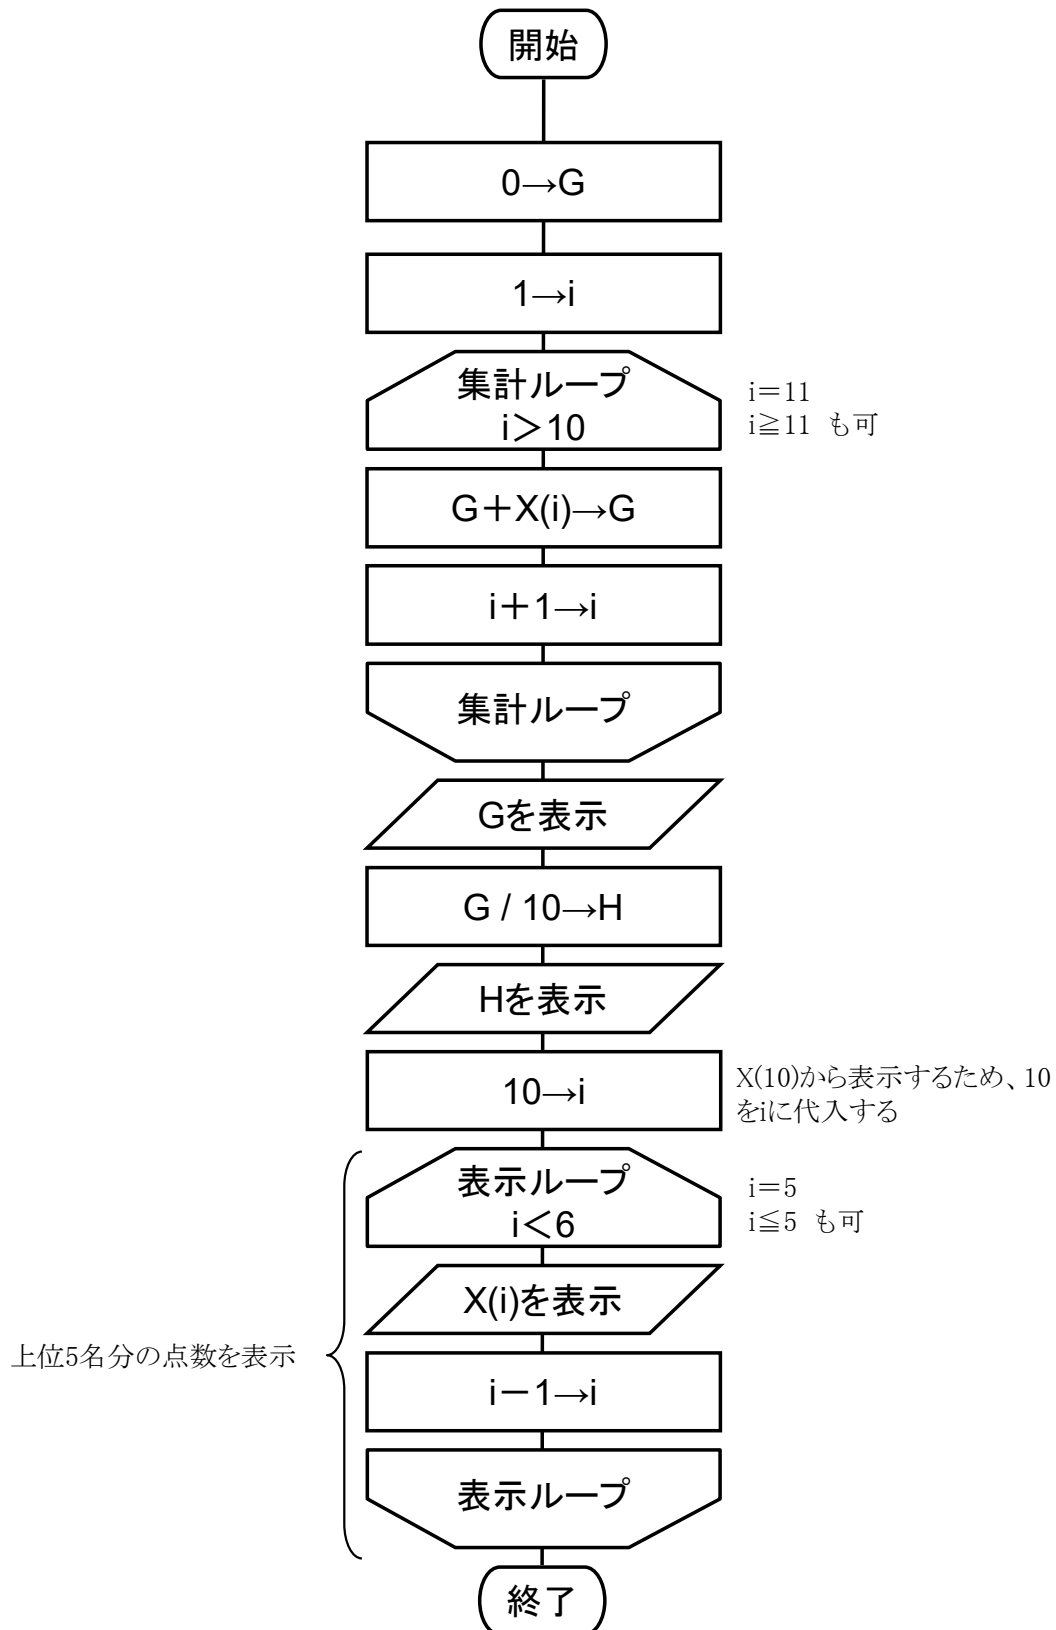 開始
0→G
1→i
集計ループ
i＞10
i＝11
i≧11 も可
G＋X(i)→G
i＋1→i
集計ループ
Gを表示
G / 10→H
Hを表示
10→i
X(10)から表示するため、10
をiに代入する
表示ループ
i＜6
i＝5
i≦5 も可
X(i)を表示
上位5名分の点数を表示
i－1→i
表示ループ
終了